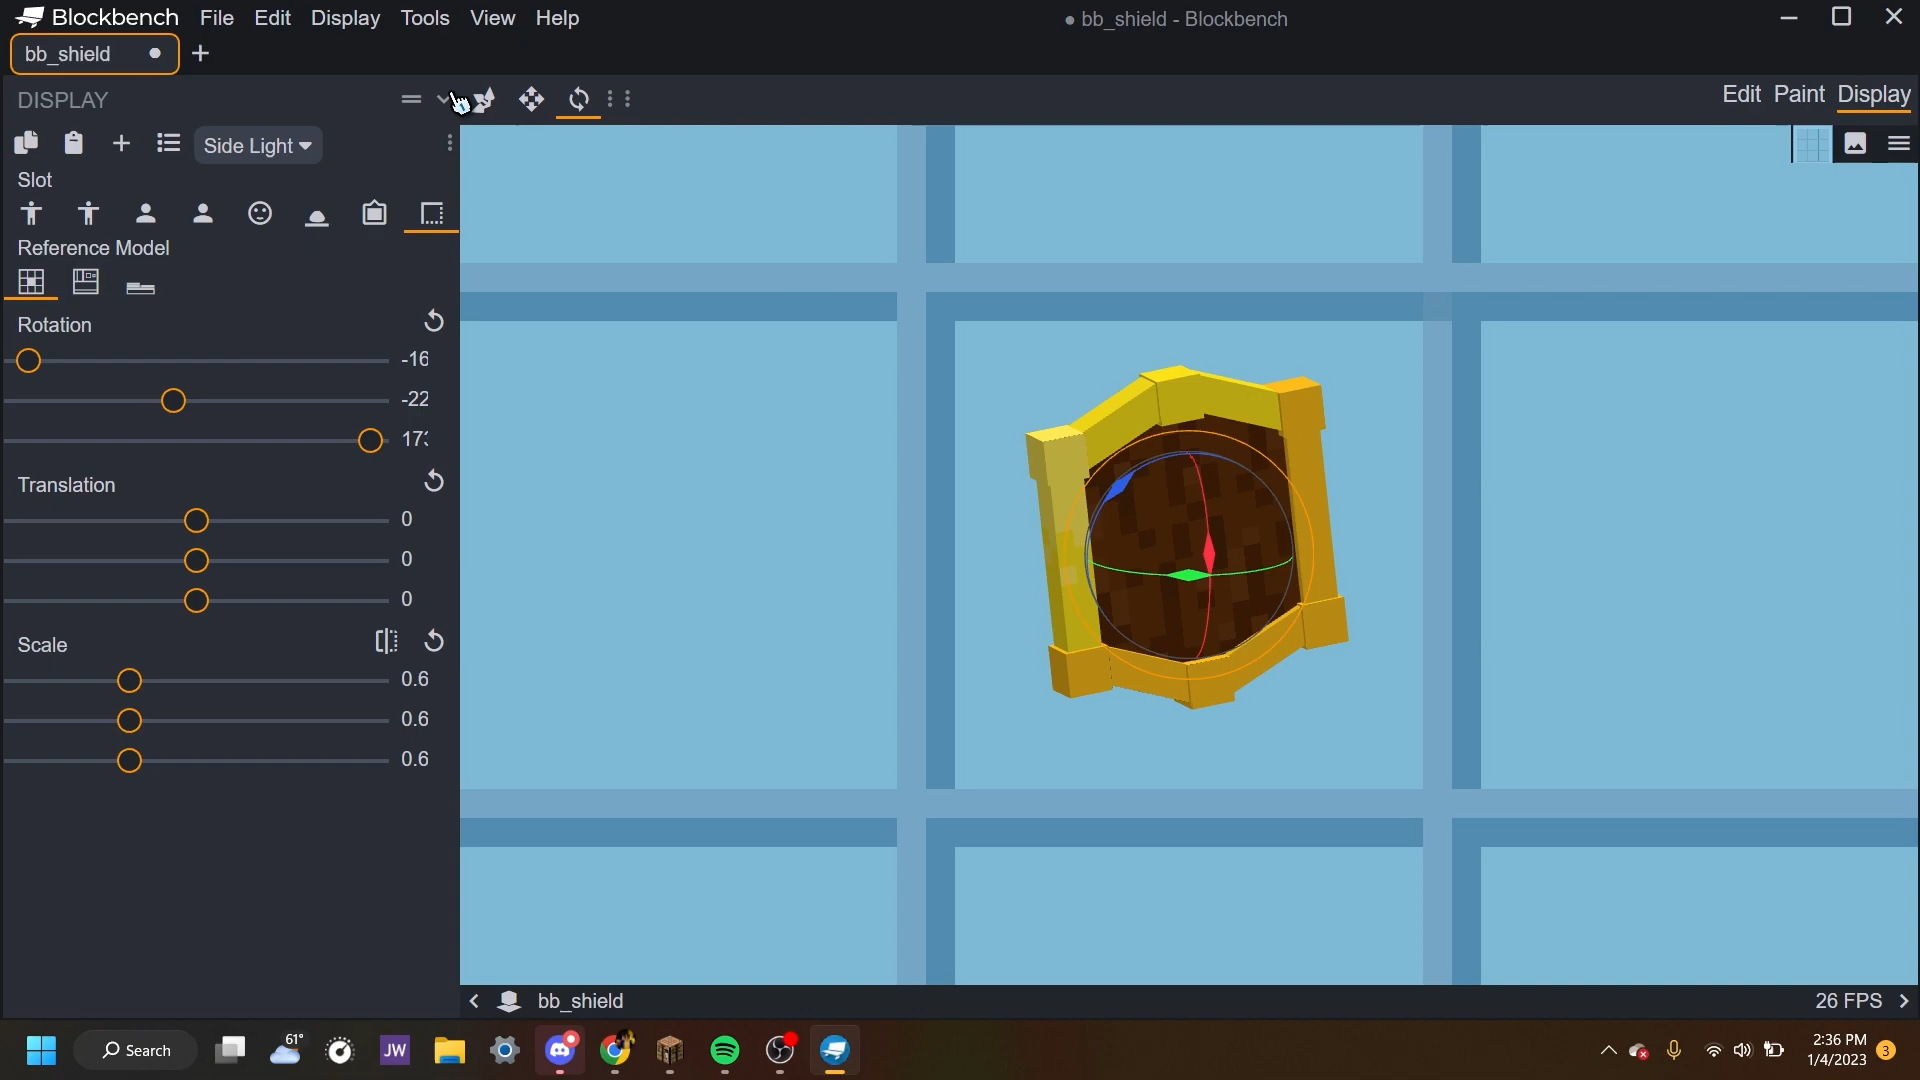 Blockbench File Edit Display Tools View Help
bb_shield - Blockbench
bb_shield
DISPLAY
Edit Paint Display
Side Light
Slot
Reference Model
Rotation
-16
-22
173
Translation
0
0
0
Scale
0.6
0.6
0.6
bb_shield
26 FPS
Search
61°
JW
2:36 PM
1/4/2023
3